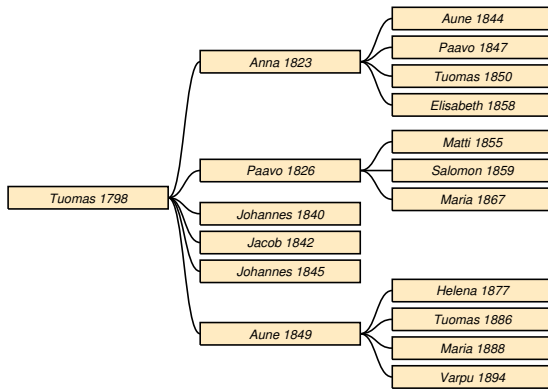 Tuomas 1798
Anna 1823
Aune 1844
Paavo 1847
Tuomas 1850
Elisabeth 1858
Paavo 1826
Matti 1855
Salomon 1859
Maria 1867
Johannes 1840
Jacob 1842
Johannes 1845
Aune 1849
Helena 1877
Tuomas 1886
Maria 1888
Varpu 1894